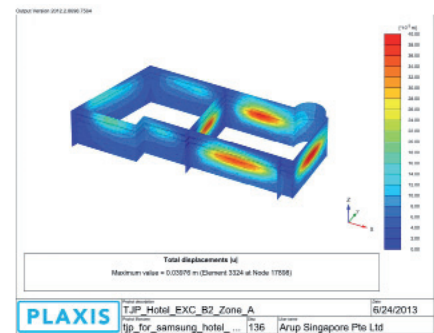 Output Version 2012.2.8698.7594
[*10⁻³ m]
40.00
38.00
36.00
34.00
32.00
30.00
28.00
26.00
24.00
22.00
20.00
18.00
16.00
14.00
12.00
10.00
8.00
6.00
4.00
2.00
0.00
Z
Y
X
Total displacements |u|
Maximum value = 0.03976 m (Element 3324 at Node 17698)
PLAXIS
Project description
TJP_Hotel_EXC_B2_Zone_A
Date
6/24/2013
Project filename
tjp_for_samsung_hotel_ ...
Step
136
User name
Arup Singapore Pte Ltd